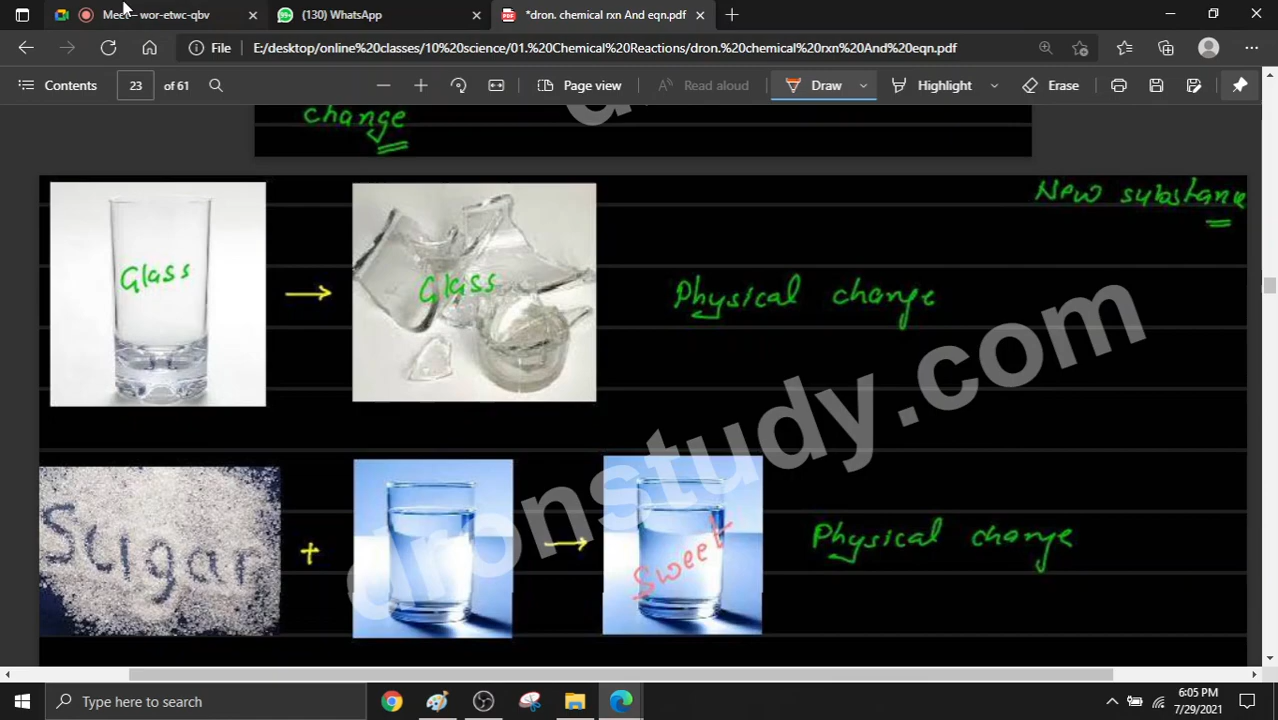 Meet - wor-etwc-qbv
(130) WhatsApp
*dron. chemical rxn And eqn.pdf
File
E:/desktop/online%20classes/10%20science/01.%20Chemical%20Reactions/dron.%20chemical%20rxn%20And%20eqn.pdf
Contents
23 of 61
Page view
Read aloud
Draw
Highlight
Erase
change
New substance
Glass
Glass
Physical change
dronstudy.com
Sugar
+
Sweet
Physical change
Type here to search
6:05 PM
7/29/2021